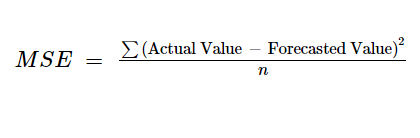 MSE = ∑(Actual Value − Forecasted Value)² / n